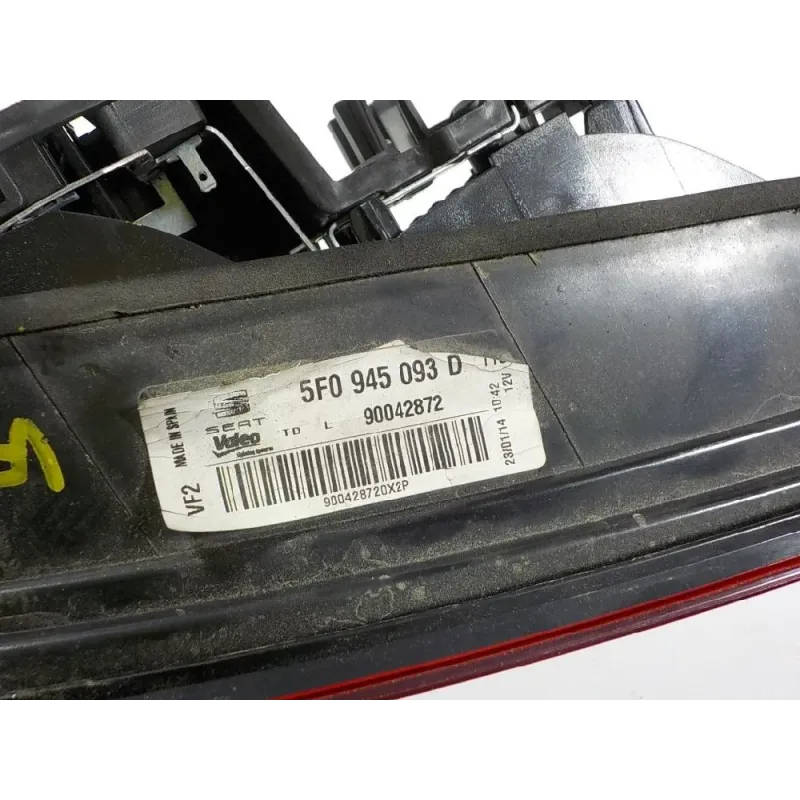 5F0 945 093 D
SEAT
Valeo
TD L 90042872
900428720X2P
VF2 MADE IN SPAIN
23/01/14 10:42
12V